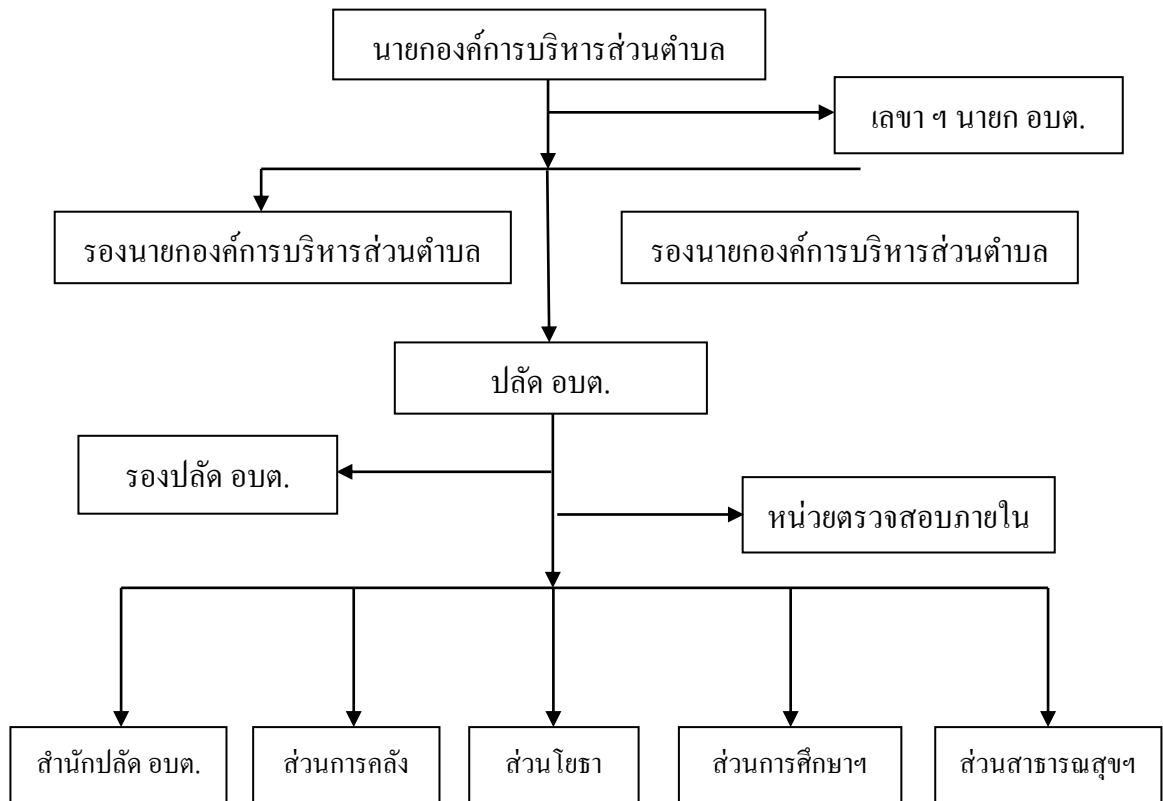 นายกองค์การบริหารส่วนตำบล
เลขา ฯ นายก อบต.
รองนายกองค์การบริหารส่วนตำบล
รองนายกองค์การบริหารส่วนตำบล
ปลัด อบต.
รองปลัด อบต.
หน่วยตรวจสอบภายใน
สำนักปลัด อบต.
ส่วนการคลัง
ส่วนโยธา
ส่วนการศึกษาฯ
ส่วนสาธารณสุขฯ